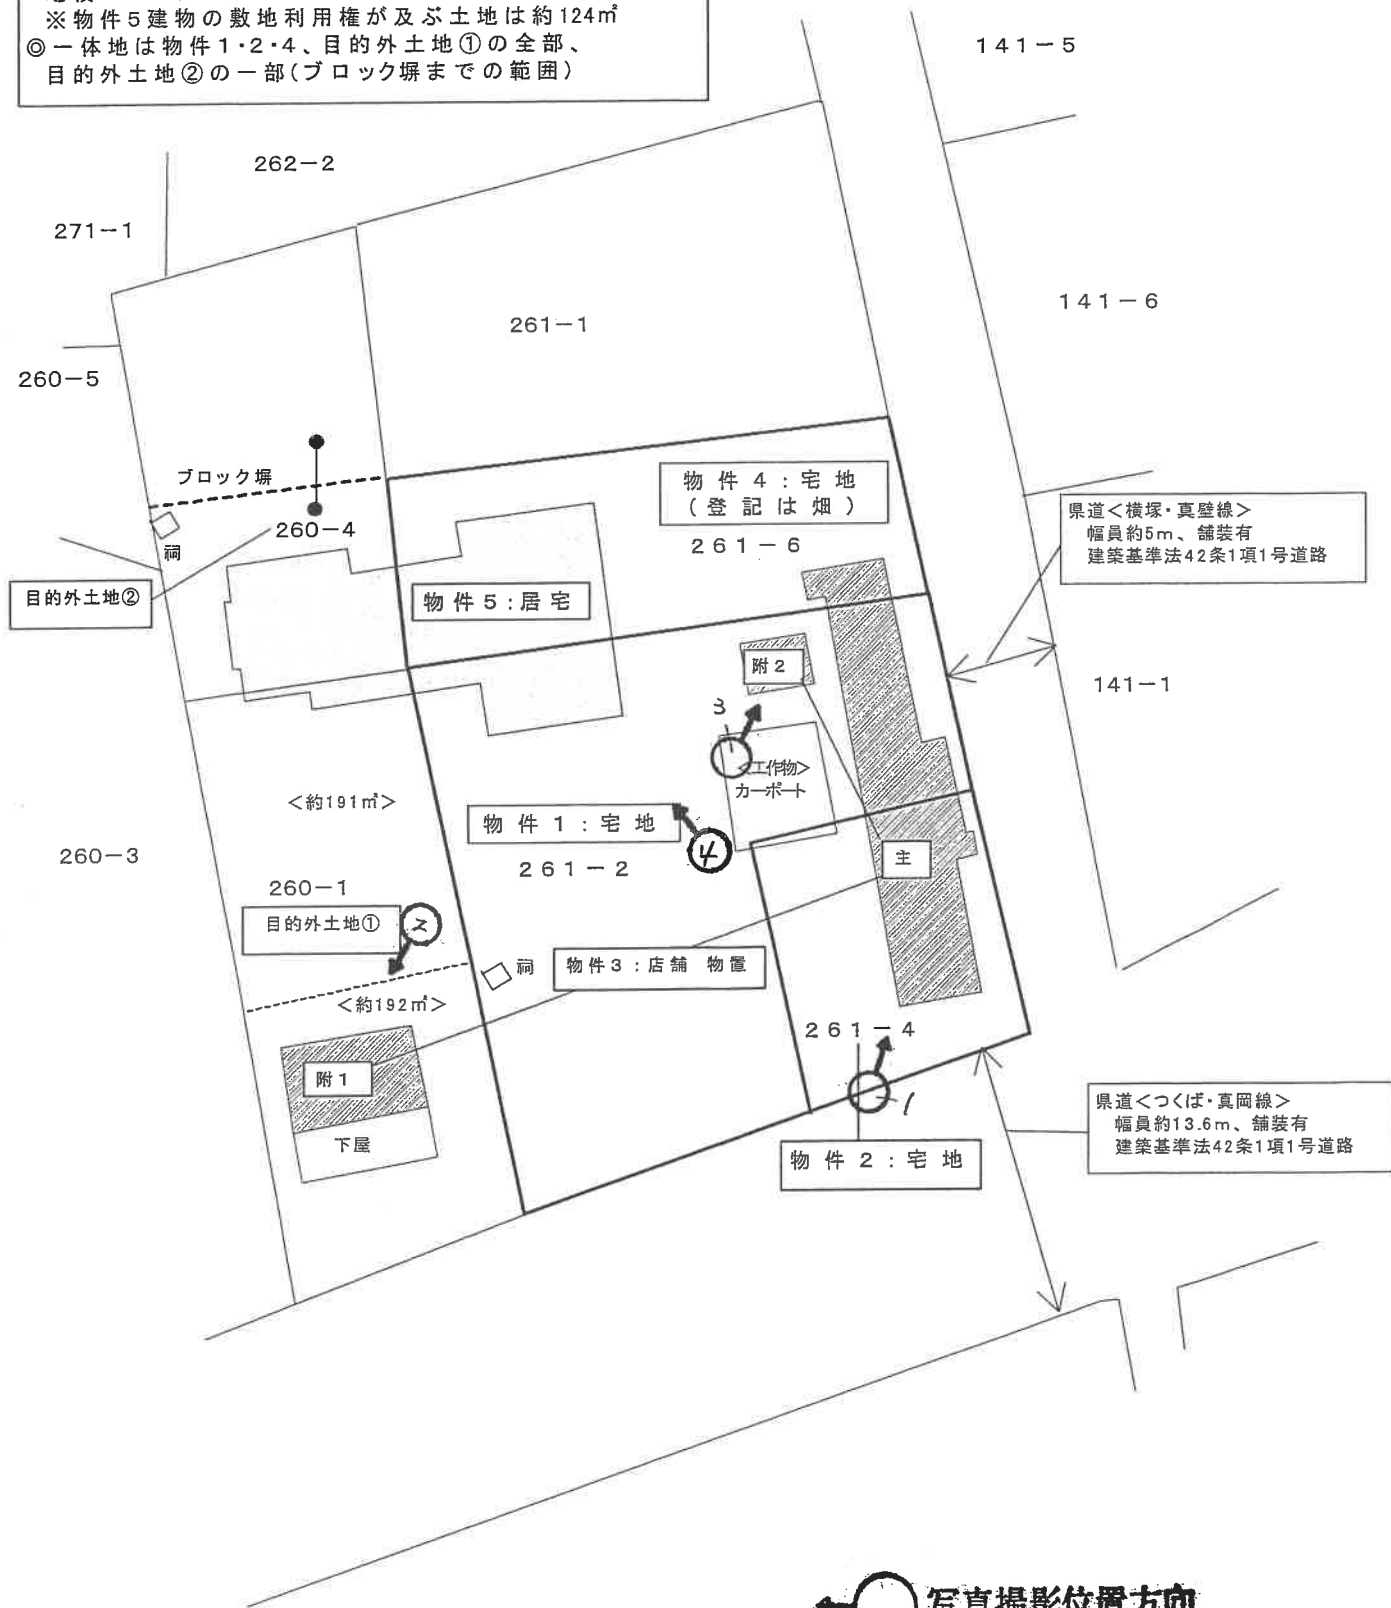 ※物件5建物の敷地利用権が及ぶ土地は約124㎡
◎一体地は物件1・2・4、目的外土地①の全部、
目的外土地②の一部(ブロック塀までの範囲)
141-5
262-2
271-1
141-6
261-1
260-5
ブロック塀
物件4:宅地
(登記は畑)
県道<横塚・真壁線>
幅員約5m、舗装有
建築基準法42条1項1号道路
260-4
261-6
祠
目的外土地②
物件5:居宅
附2
141-1
3
<工作物>
カーポート
<約191㎡>
物件1:宅地
4
主
260-3
261-2
260-1
目的外土地①
2
祠
物件3:店舗 物置
<約192㎡>
261-4
附1
1
県道<つくば・真岡線>
幅員約13.6m、舗装有
建築基準法42条1項1号道路
下屋
物件2:宅地
写真撮影位置方向